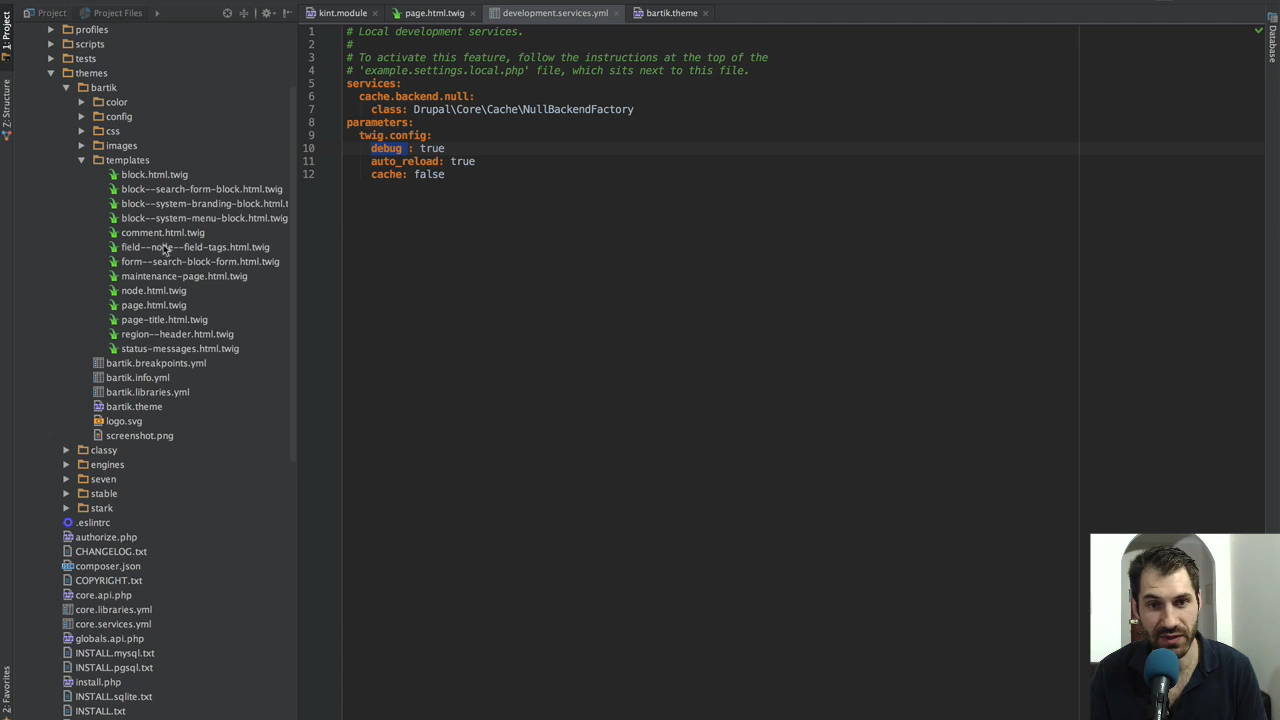 Project
Project Files
kint.module
page.html.twig
development.services.yml
bartik.theme
1: Project
Z: Structure
2: Favorites
Database
profiles
scripts
tests
themes
bartik
color
config
css
images
templates
block.html.twig
block--search-form-block.html.twig
block--system-branding-block.html.t
block--system-menu-block.html.twig
comment.html.twig
field--node--field-tags.html.twig
form--search-block-form.html.twig
maintenance-page.html.twig
node.html.twig
page.html.twig
page-title.html.twig
region--header.html.twig
status-messages.html.twig
bartik.breakpoints.yml
bartik.info.yml
bartik.libraries.yml
bartik.theme
logo.svg
screenshot.png
classy
engines
seven
stable
stark
.eslintrc
authorize.php
CHANGELOG.txt
composer.json
COPYRIGHT.txt
core.api.php
core.libraries.yml
core.services.yml
globals.api.php
INSTALL.mysql.txt
INSTALL.pgsql.txt
install.php
INSTALL.sqlite.txt
INSTALL.txt
1 # Local development services.
2 #
3 # To activate this feature, follow the instructions at the top of the
4 # 'example.settings.local.php' file, which sits next to this file.
5 services:
6 cache.backend.null:
7 class: Drupal\Core\Cache\NullBackendFactory
8 parameters:
9 twig.config:
10 debug : true
11 auto_reload: true
12 cache: false